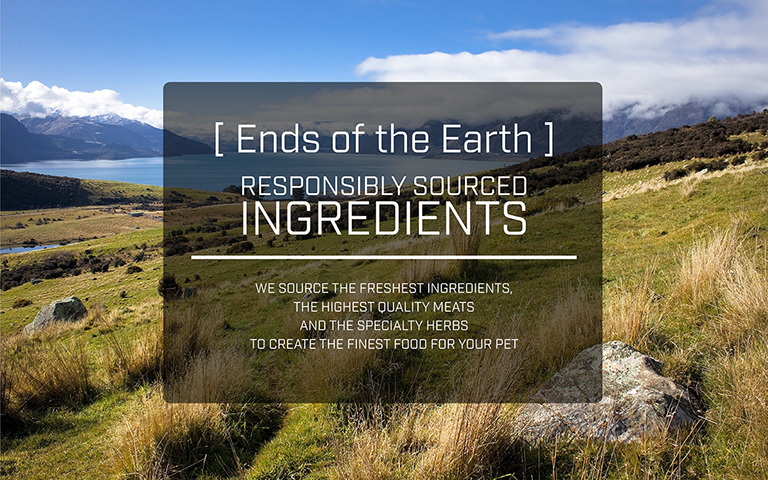 [ Ends of the Earth ]
RESPONSIBLY SOURCED
INGREDIENTS
WE SOURCE THE FRESHEST INGREDIENTS,
THE HIGHEST QUALITY MEATS
AND THE SPECIALTY HERBS
TO CREATE THE FINEST FOOD FOR YOUR PET